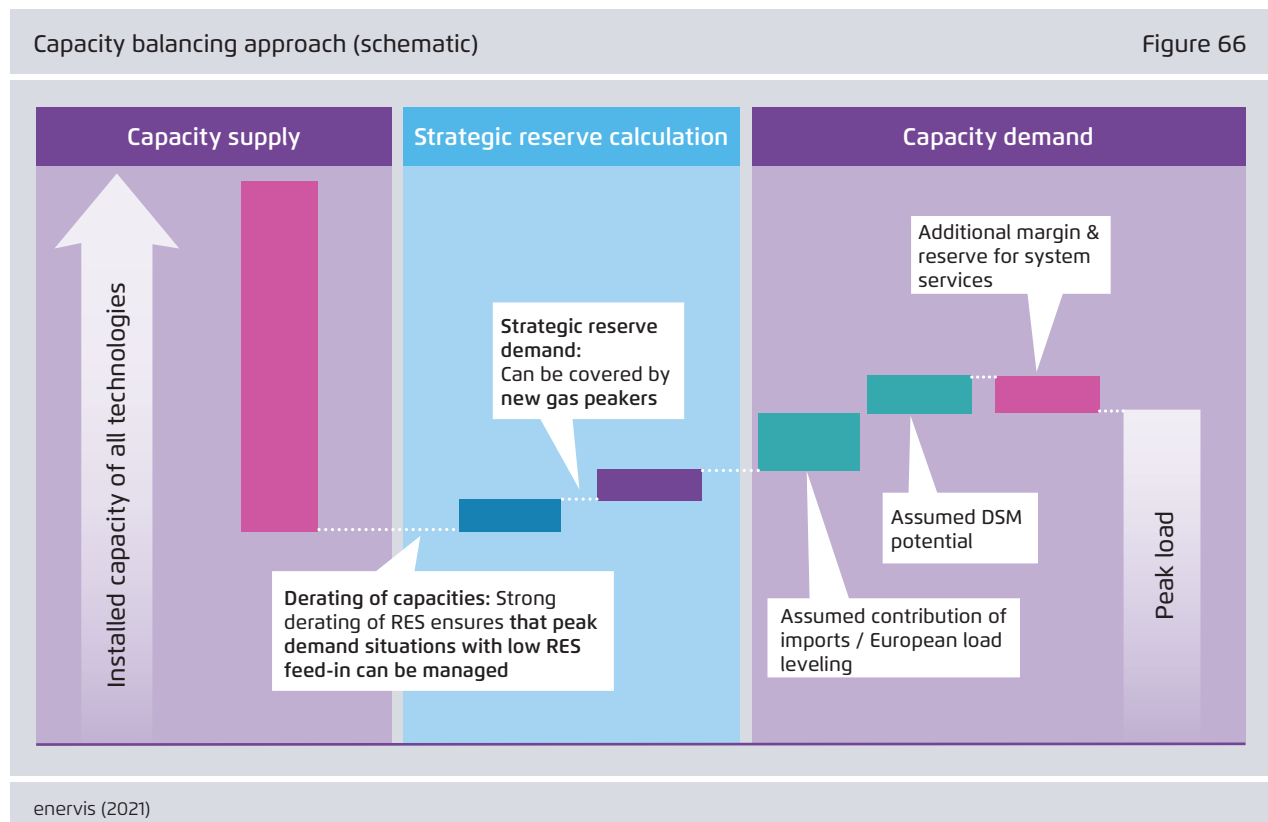 Capacity balancing approach (schematic)
Figure 66
Capacity supply
Strategic reserve calculation
Capacity demand
Installed capacity of all technologies
Derating of capacities: Strong
derating of RES ensures that peak
demand situations with low RES
feed-in can be managed
Strategic reserve
demand:
Can be covered by
new gas peakers
Additional margin &
reserve for system
services
Assumed DSM
potential
Assumed contribution of
imports / European load
leveling
Peak load
enervis (2021)